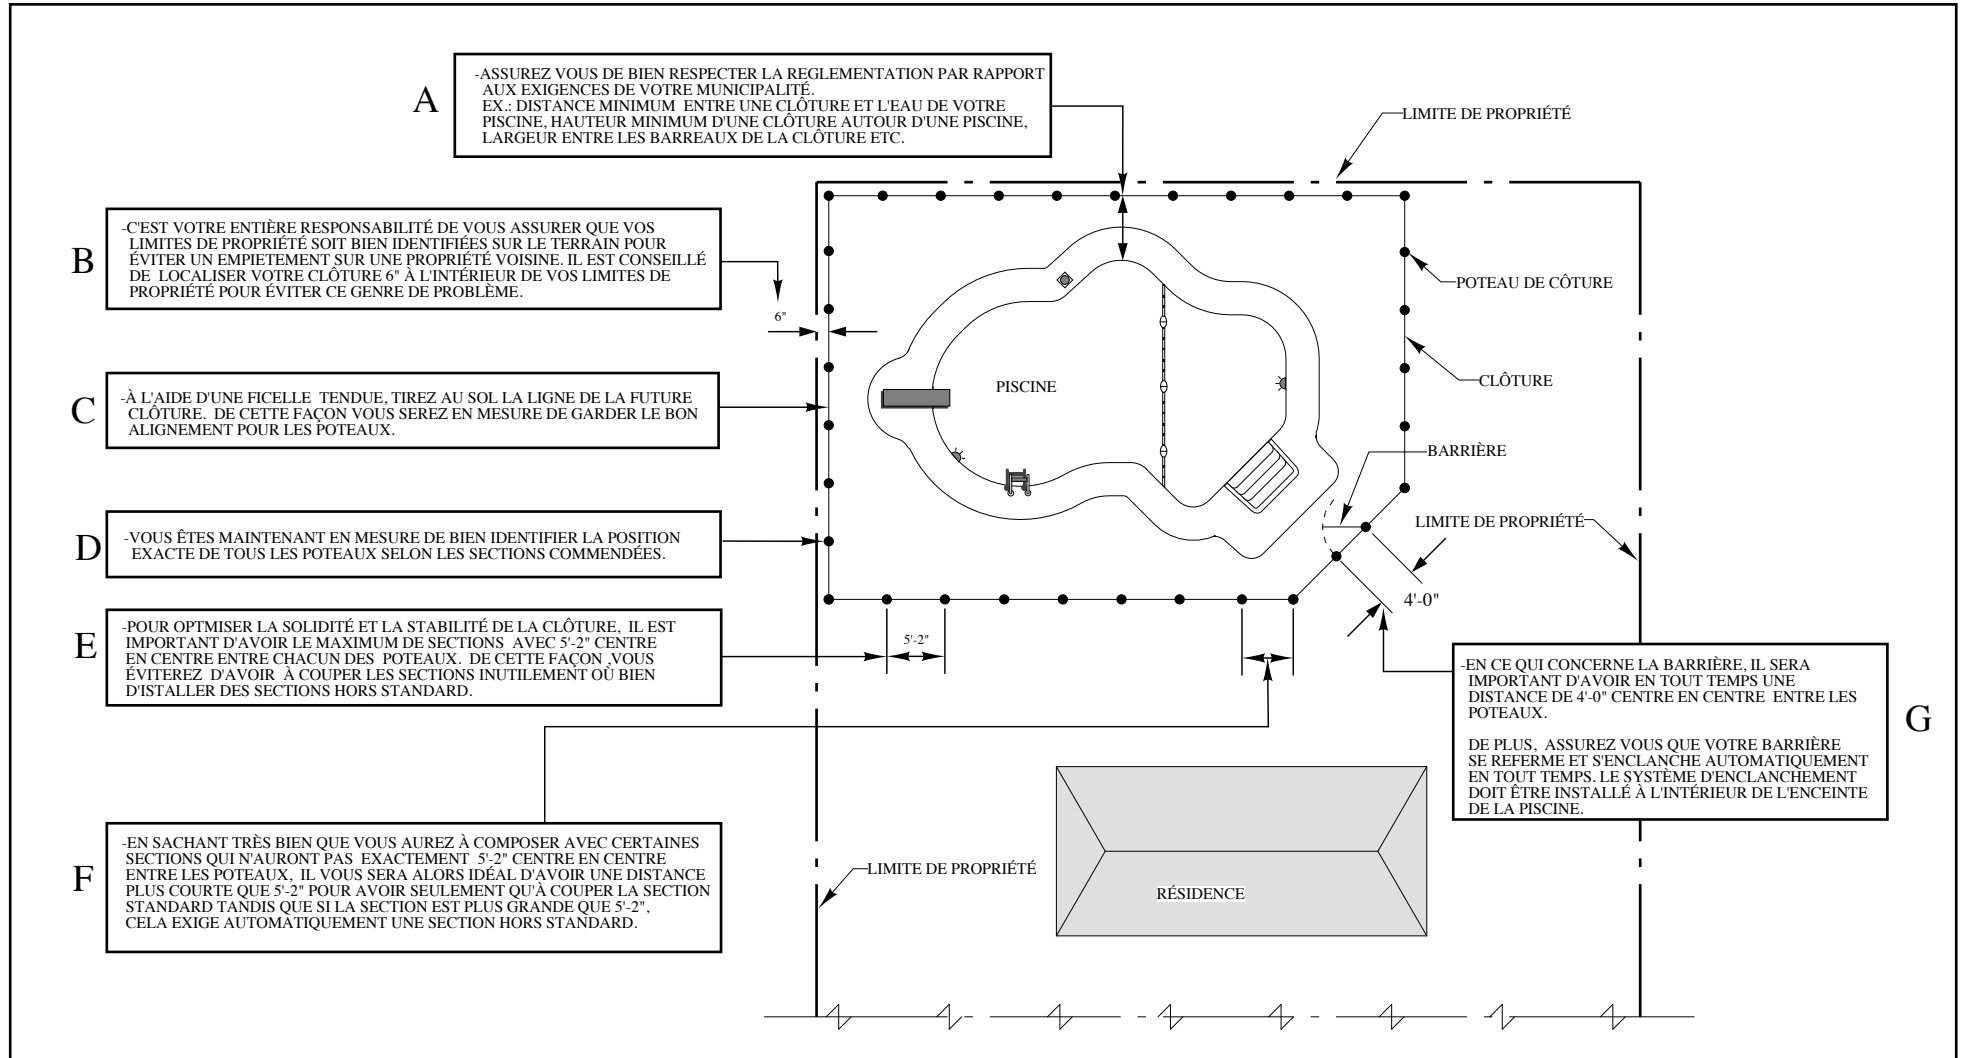 A
-ASSUREZ VOUS DE BIEN RESPECTER LA REGLEMENTATION PAR RAPPORT
AUX EXIGENCES DE VOTRE MUNICIPALITÉ.
EX.: DISTANCE MINIMUM ENTRE UNE CLÔTURE ET L'EAU DE VOTRE
PISCINE, HAUTEUR MINIMUM D'UNE CLÔTURE AUTOUR D'UNE PISCINE,
LARGEUR ENTRE LES BARREAUX DE LA CLÔTURE ETC.
LIMITE DE PROPRIÉTÉ
B
-C'EST VOTRE ENTIÈRE RESPONSABILITÉ DE VOUS ASSURER QUE VOS
LIMITES DE PROPRIÉTÉ SOIT BIEN IDENTIFIÉES SUR LE TERRAIN POUR
ÉVITER UN EMPIETEMENT SUR UNE PROPRIÉTÉ VOISINE. IL EST CONSEILLÉ
DE LOCALISER VOTRE CLÔTURE 6" À L'INTÉRIEUR DE VOS LIMITES DE
PROPRIÉTÉ POUR ÉVITER CE GENRE DE PROBLÈME.
6"
POTEAU DE CÔTURE
CLÔTURE
PISCINE
C
-À L'AIDE D'UNE FICELLE TENDUE, TIREZ AU SOL LA LIGNE DE LA FUTURE
CLÔTURE. DE CETTE FAÇON VOUS SEREZ EN MESURE DE GARDER LE BON
ALIGNEMENT POUR LES POTEAUX.
BARRIÈRE
LIMITE DE PROPRIÉTÉ
D
-VOUS ÊTES MAINTENANT EN MESURE DE BIEN IDENTIFIER LA POSITION
EXACTE DE TOUS LES POTEAUX SELON LES SECTIONS COMMENDÉES.
4'-0"
E
-POUR OPTMISER LA SOLIDITÉ ET LA STABILITÉ DE LA CLÔTURE, IL EST
IMPORTANT D'AVOIR LE MAXIMUM DE SECTIONS AVEC 5'-2" CENTRE
EN CENTRE ENTRE CHACUN DES POTEAUX. DE CETTE FAÇON ,VOUS
ÉVITEREZ D'AVOIR À COUPER LES SECTIONS INUTILEMENT OÙ BIEN
D'ISTALLER DES SECTIONS HORS STANDARD.
5'-2"
-EN CE QUI CONCERNE LA BARRIÈRE, IL SERA
IMPORTANT D'AVOIR EN TOUT TEMPS UNE
DISTANCE DE 4'-0" CENTRE EN CENTRE ENTRE LES
POTEAUX.
DE PLUS, ASSUREZ VOUS QUE VOTRE BARRIÈRE
SE REFERME ET S'ENCLANCHE AUTOMATIQUEMENT
EN TOUT TEMPS. LE SYSTÈME D'ENCLANCHEMENT
DOIT ÊTRE INSTALLÉ À L'INTÉRIEUR DE L'ENCEINTE
DE LA PISCINE.
G
F
-EN SACHANT TRÈS BIEN QUE VOUS AUREZ À COMPOSER AVEC CERTAINES
SECTIONS QUI N'AURONT PAS EXACTEMENT 5'-2" CENTRE EN CENTRE
ENTRE LES POTEAUX, IL VOUS SERA ALORS IDÉAL D'AVOIR UNE DISTANCE
PLUS COURTE QUE 5'-2" POUR AVOIR SEULEMENT QU'À COUPER LA SECTION
STANDARD TANDIS QUE SI LA SECTION EST PLUS GRANDE QUE 5'-2",
CELA EXIGE AUTOMATIQUEMENT UNE SECTION HORS STANDARD.
LIMITE DE PROPRIÉTÉ
RÉSIDENCE